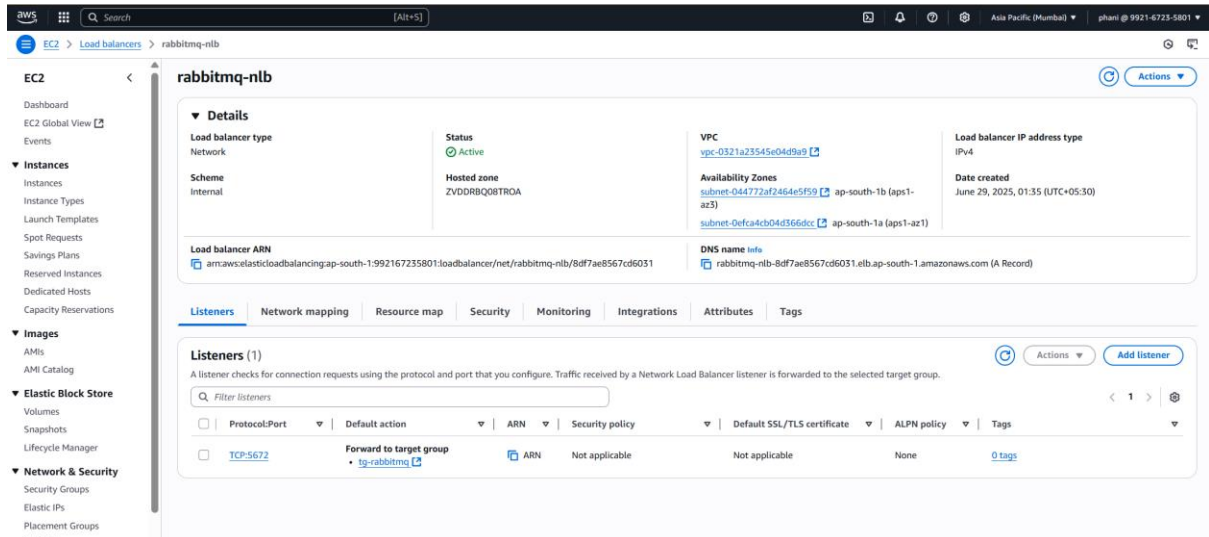 aws
Search
[Alt+S]
Asia Pacific (Mumbai)
phani @ 9921-6723-5801
EC2 > Load balancers > rabbitmq-nlb
EC2
Dashboard
EC2 Global View
Events
Instances
Instances
Instance Types
Launch Templates
Spot Requests
Savings Plans
Reserved Instances
Dedicated Hosts
Capacity Reservations
Images
AMIs
AMI Catalog
Elastic Block Store
Volumes
Snapshots
Lifecycle Manager
Network & Security
Security Groups
Elastic IPs
Placement Groups
rabbitmq-nlb
Actions
Details
Load balancer type
Network
Status
Active
VPC
vpc-0321a23545e04d9a9
Load balancer IP address type
IPv4
Scheme
Internal
Hosted zone
ZVDDRBQ08TROA
Availability Zones
subnet-044772af2464e5f59 ap-south-1b (aps1-
az3)
subnet-0efca4cb04d366dcc ap-south-1a (aps1-az1)
Date created
June 29, 2025, 01:35 (UTC+05:30)
Load balancer ARN
arn:aws:elasticloadbalancing:ap-south-1:992167235801:loadbalancer/net/rabbitmq-nlb/8df7ae8567cd6031
DNS name Info
rabbitmq-nlb-8df7ae8567cd6031.elb.ap-south-1.amazonaws.com (A Record)
Listeners Network mapping Resource map Security Monitoring Integrations Attributes Tags
Listeners (1)
Actions
Add listener
A listener checks for connection requests using the protocol and port that you configure. Traffic received by a Network Load Balancer listener is forwarded to the selected target group.
Filter listeners
1
Protocol:Port Default action ARN Security policy Default SSL/TLS certificate ALPN policy Tags
TCP:5672
Forward to target group
• tg-rabbitmq
ARN
Not applicable
Not applicable
None
0 tags